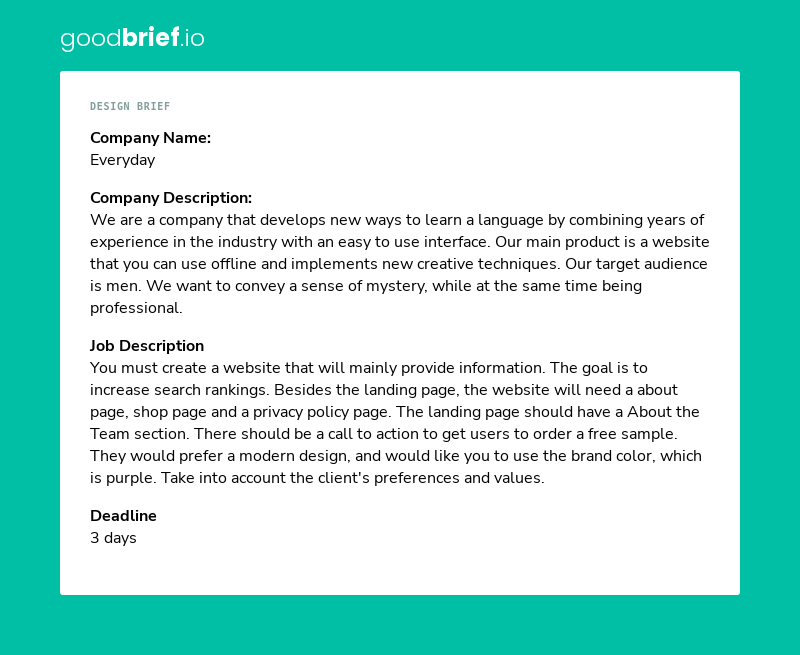 goodbrief.io
DESIGN BRIEF
Company Name:
Everyday
Company Description:
We are a company that develops new ways to learn a language by combining years of
experience in the industry with an easy to use interface. Our main product is a website
that you can use offline and implements new creative techniques. Our target audience
is men. We want to convey a sense of mystery, while at the same time being
professional.
Job Description
You must create a website that will mainly provide information. The goal is to
increase search rankings. Besides the landing page, the website will need a about
page, shop page and a privacy policy page. The landing page should have a About the
Team section. There should be a call to action to get users to order a free sample.
They would prefer a modern design, and would like you to use the brand color, which
is purple. Take into account the client's preferences and values.
Deadline
3 days